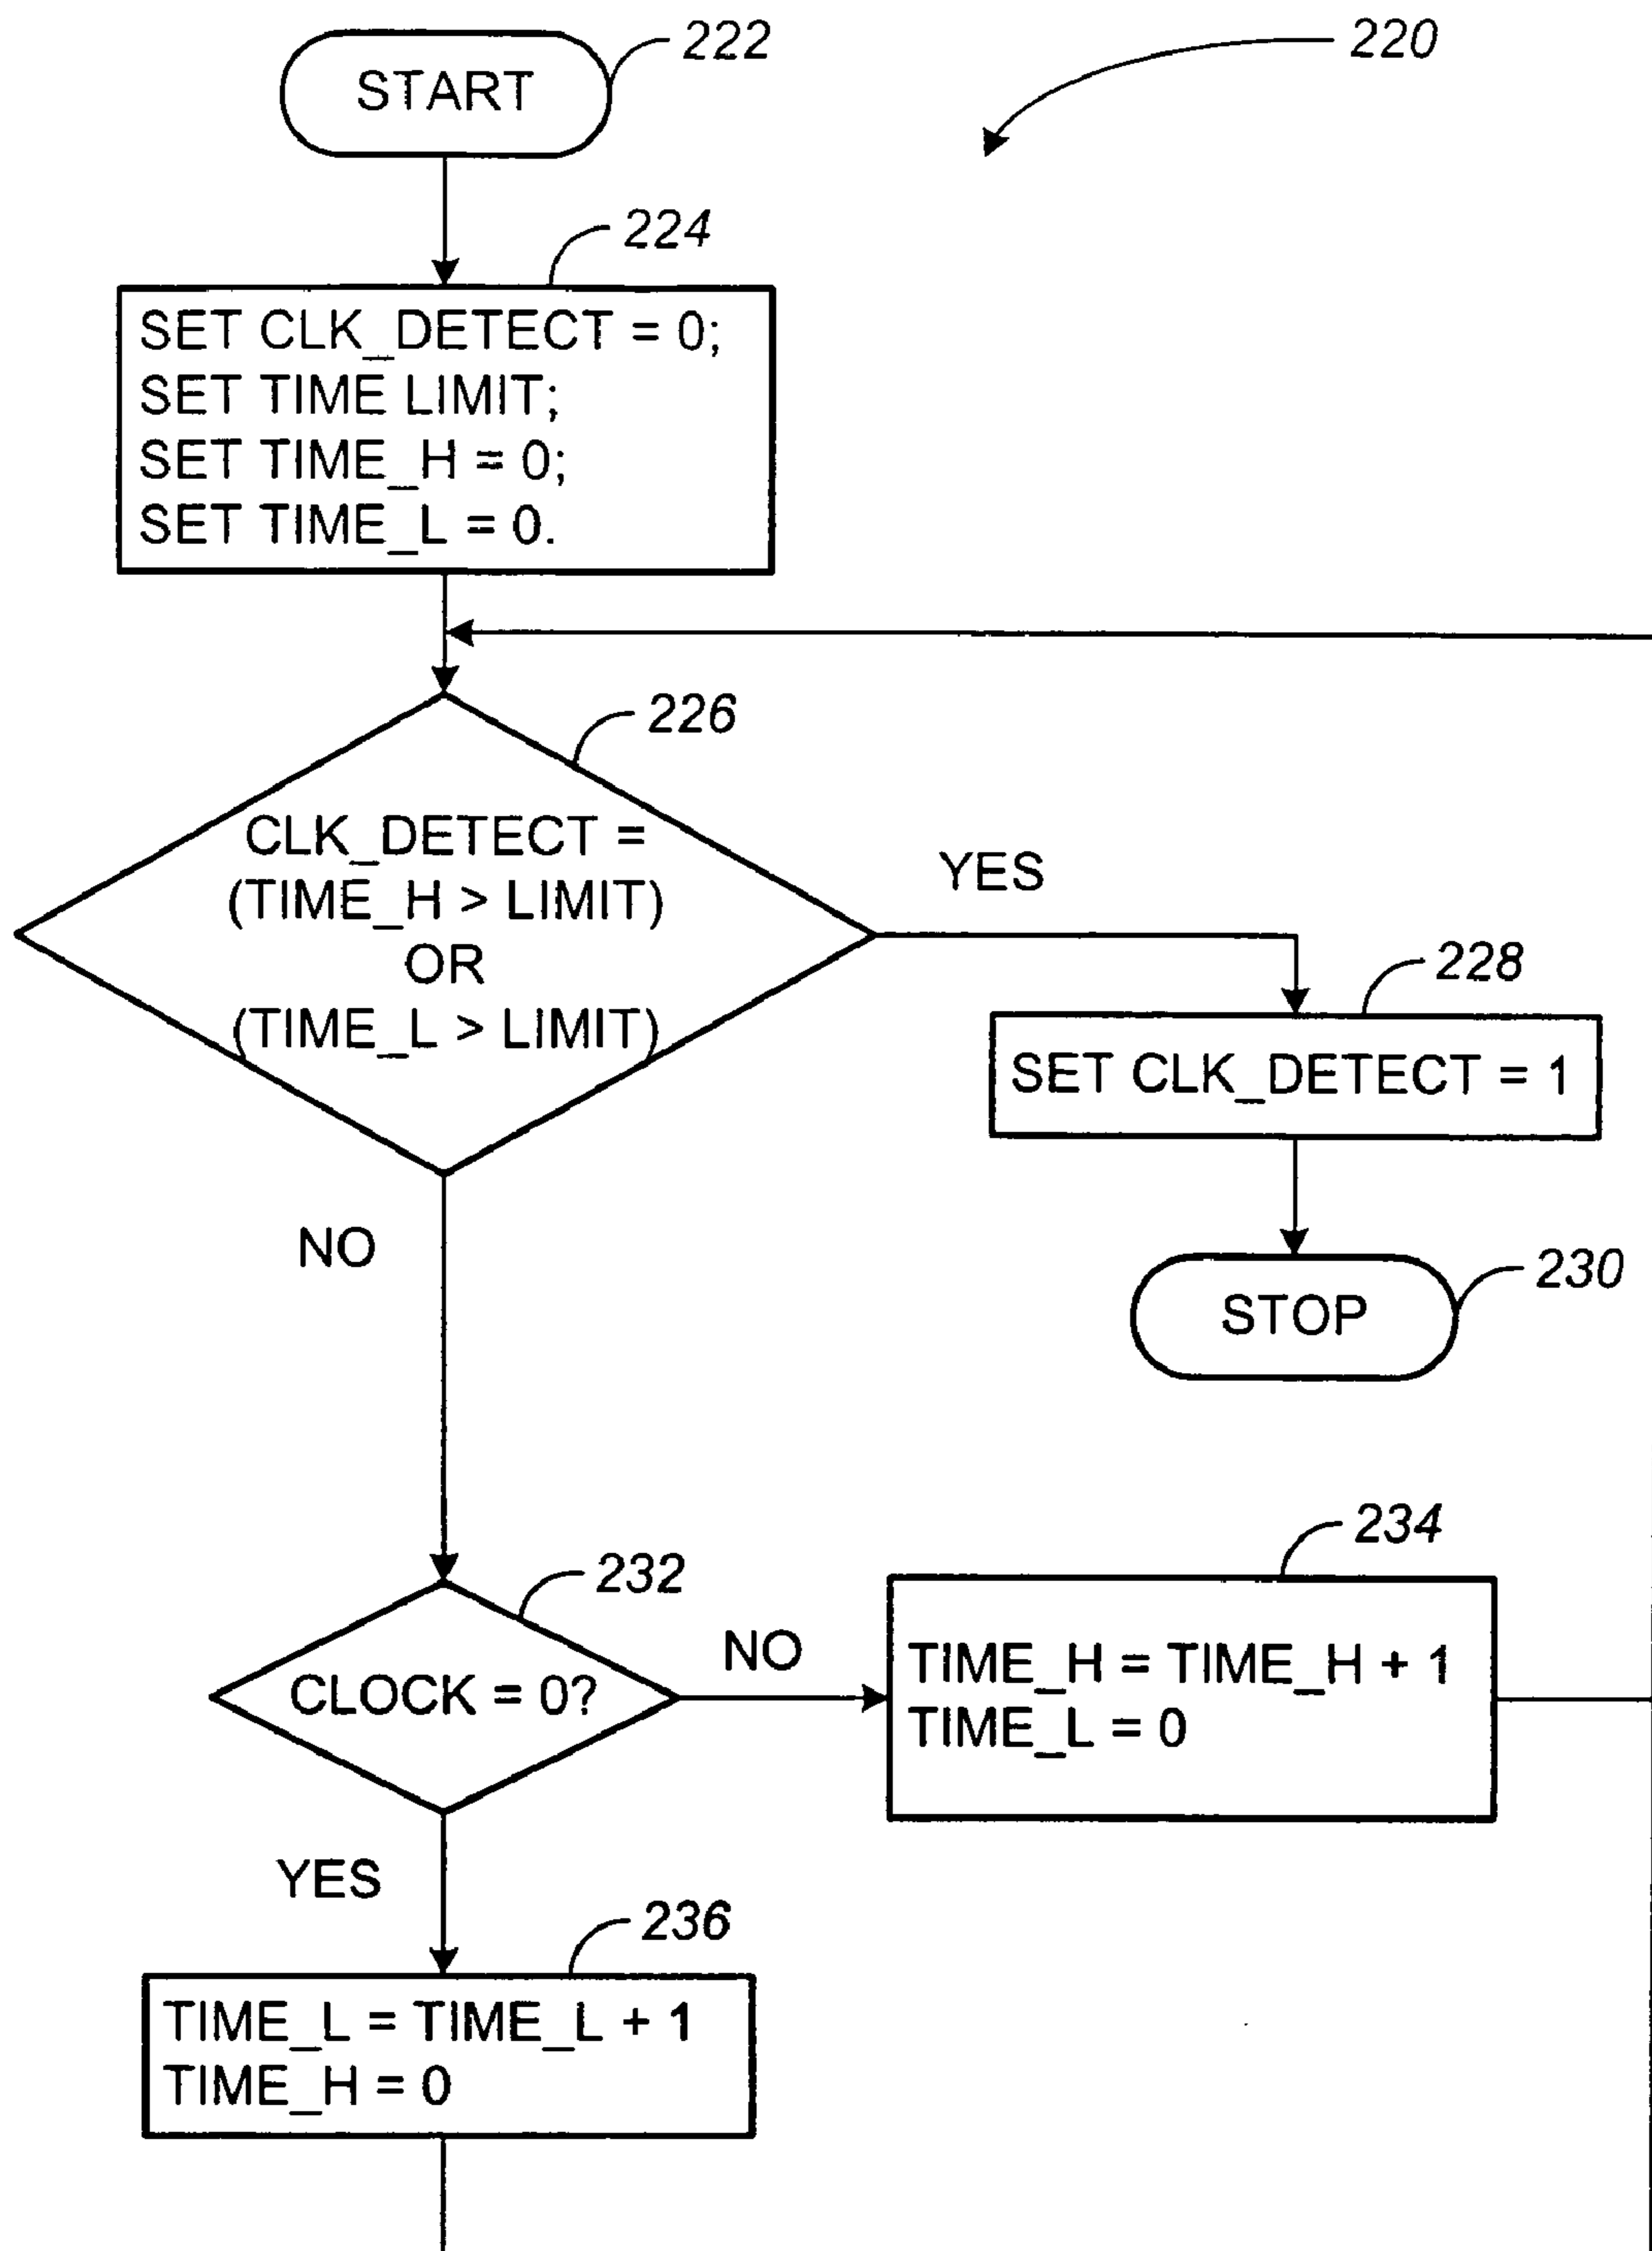 222
220
START
224
SET CLK_DETECT = 0;
SET TIME LIMIT;
SET TIME_H = 0;
SET TIME_L = 0.
226
CLK_DETECT =
(TIME_H > LIMIT)
OR
(TIME_L > LIMIT)
YES
228
SET CLK_DETECT = 1
NO
230
STOP
232
CLOCK = 0?
NO
234
TIME_H = TIME_H + 1
TIME_L = 0
YES
236
TIME_L = TIME_L + 1
TIME_H = 0